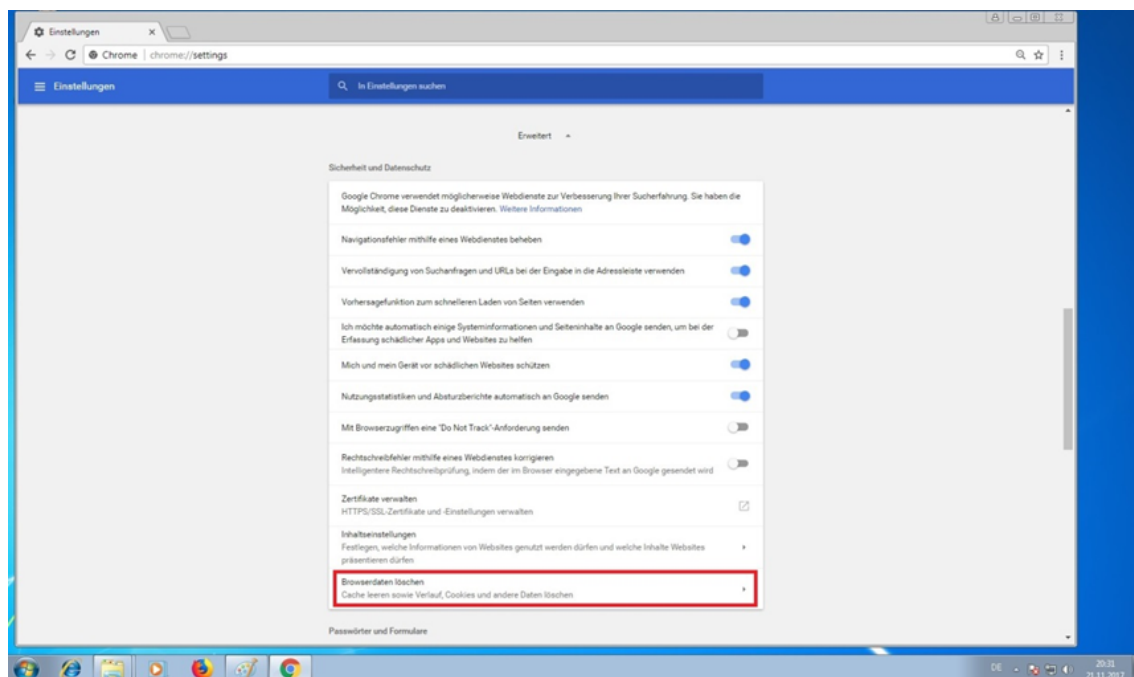 Einstellungen
Chrome | chrome://settings
Einstellungen
In Einstellungen suchen
Erweitert
Sicherheit und Datenschutz
Google Chrome verwendet möglicherweise Webdienste zur Verbesserung Ihrer Sucherfahrung. Sie haben die
Möglichkeit, diese Dienste zu deaktivieren. Weitere Informationen
Navigationsfehler mithilfe eines Webdienstes beheben
Vervollständigung von Suchanfragen und URLs bei der Eingabe in die Adressleiste verwenden
Vorhersagefunktion zum schnelleren Laden von Seiten verwenden
Ich möchte automatisch einige Systeminformationen und Seiteninhalte an Google senden, um bei der
Erfassung schädlicher Apps und Websites zu helfen
Mich und mein Gerät vor schädlichen Websites schützen
Nutzungsstatistiken und Absturzberichte automatisch an Google senden
Mit Browserzugriffen eine "Do Not Track"-Anforderung senden
Rechtschreibfehler mithilfe eines Webdienstes korrigieren
Intelligentere Rechtschreibprüfung, indem der im Browser eingegebene Text an Google gesendet wird
Zertifikate verwalten
HTTPS/SSL-Zertifikate und -Einstellungen verwalten
Inhaltseinstellungen
Festlegen, welche Informationen von Websites genutzt werden dürfen und welche Inhalte Websites
präsentieren dürfen
Browserdaten löschen
Cache leeren sowie Verlauf, Cookies und andere Daten löschen
Passwörter und Formulare
DE
20:31
21.11.2017